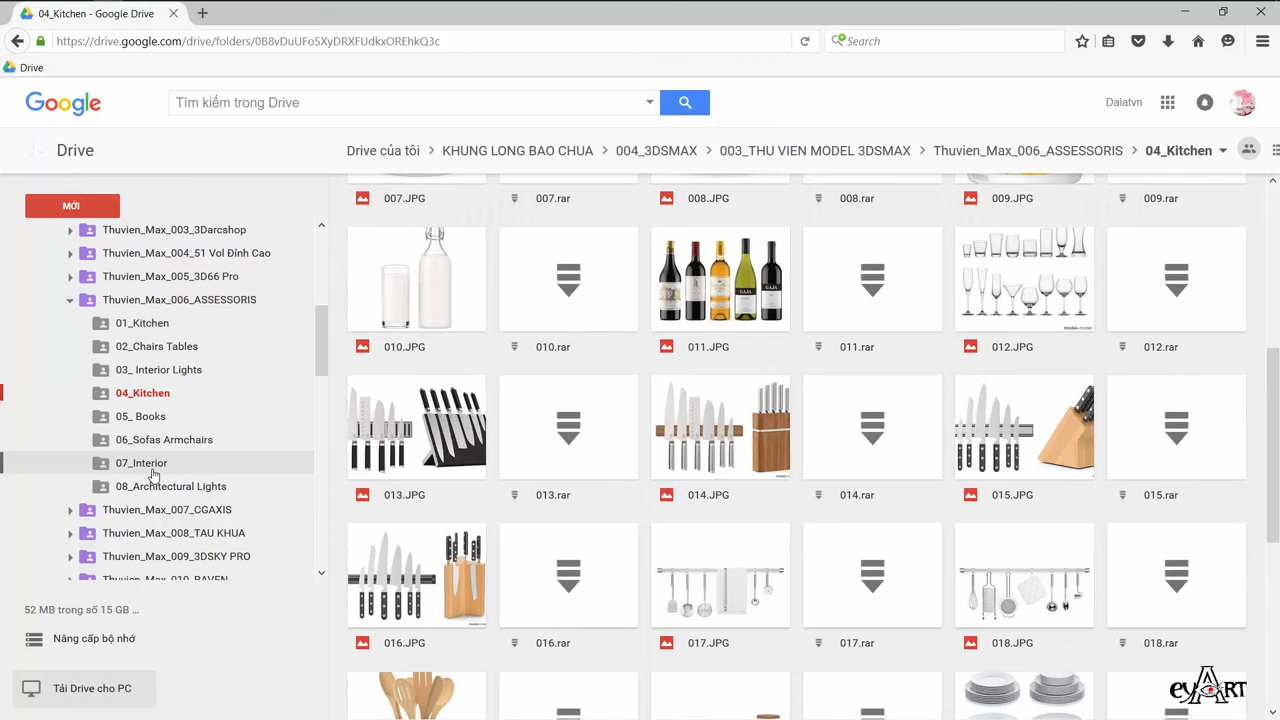 04_Kitchen - Google Drive
https://drive.google.com/drive/folders/0B8vDuUFo5XyDRXFUdkxOREhkQ3c
Search
Drive
Google
Tìm kiếm trong Drive
Dalatvn
Drive
Drive của tôi > KHUNG LONG BAO CHUA > 004_3DSMAX > 003_THU VIEN MODEL 3DSMAX > Thuvien_Max_006_ASSESSORIS > 04_Kitchen
MỚI
Thuvien_Max_003_3Darcshop
Thuvien_Max_004_51 Vol Đỉnh Cao
Thuvien_Max_005_3D66 Pro
Thuvien_Max_006_ASSESSORIS
01_Kitchen
02_Chairs Tables
03_ Interior Lights
04_Kitchen
05_ Books
06_Sofas Armchairs
07_Interior
08_Architectural Lights
Thuvien_Max_007_CGAXIS
Thuvien_Max_008_TAU KHUA
Thuvien_Max_009_3DSKY PRO
Thuvien_Max_010_RAVEN
52 MB trong số 15 GB ...
Nâng cấp bộ nhớ
Tải Drive cho PC
007.JPG 007.rar 008.JPG 008.rar 009.JPG 009.rar
010.JPG 010.rar 011.JPG 011.rar 012.JPG 012.rar
013.JPG 013.rar 014.JPG 014.rar 015.JPG 015.rar
016.JPG 016.rar 017.JPG 017.rar 018.JPG 018.rar
eyART